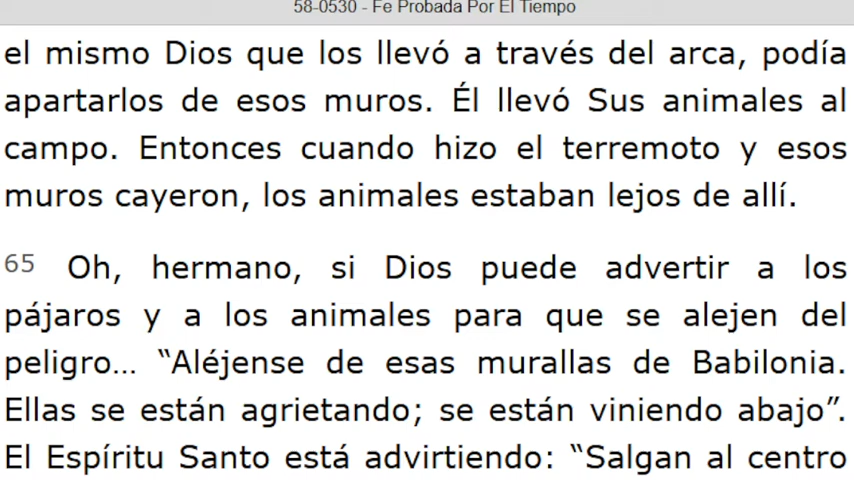 58-0530 - Fe Probada Por El Tiempo
el mismo Dios que los llevó a través del arca, podía
apartarlos de esos muros. Él llevó Sus animales al
campo. Entonces cuando hizo el terremoto y esos
muros cayeron, los animales estaban lejos de allí.
65 Oh, hermano, si Dios puede advertir a los
pájaros y a los animales para que se alejen del
peligro... “Aléjense de esas murallas de Babilonia.
Ellas se están agrietando; se están viniendo abajo”.
El Espíritu Santo está advirtiendo: “Salgan al centro